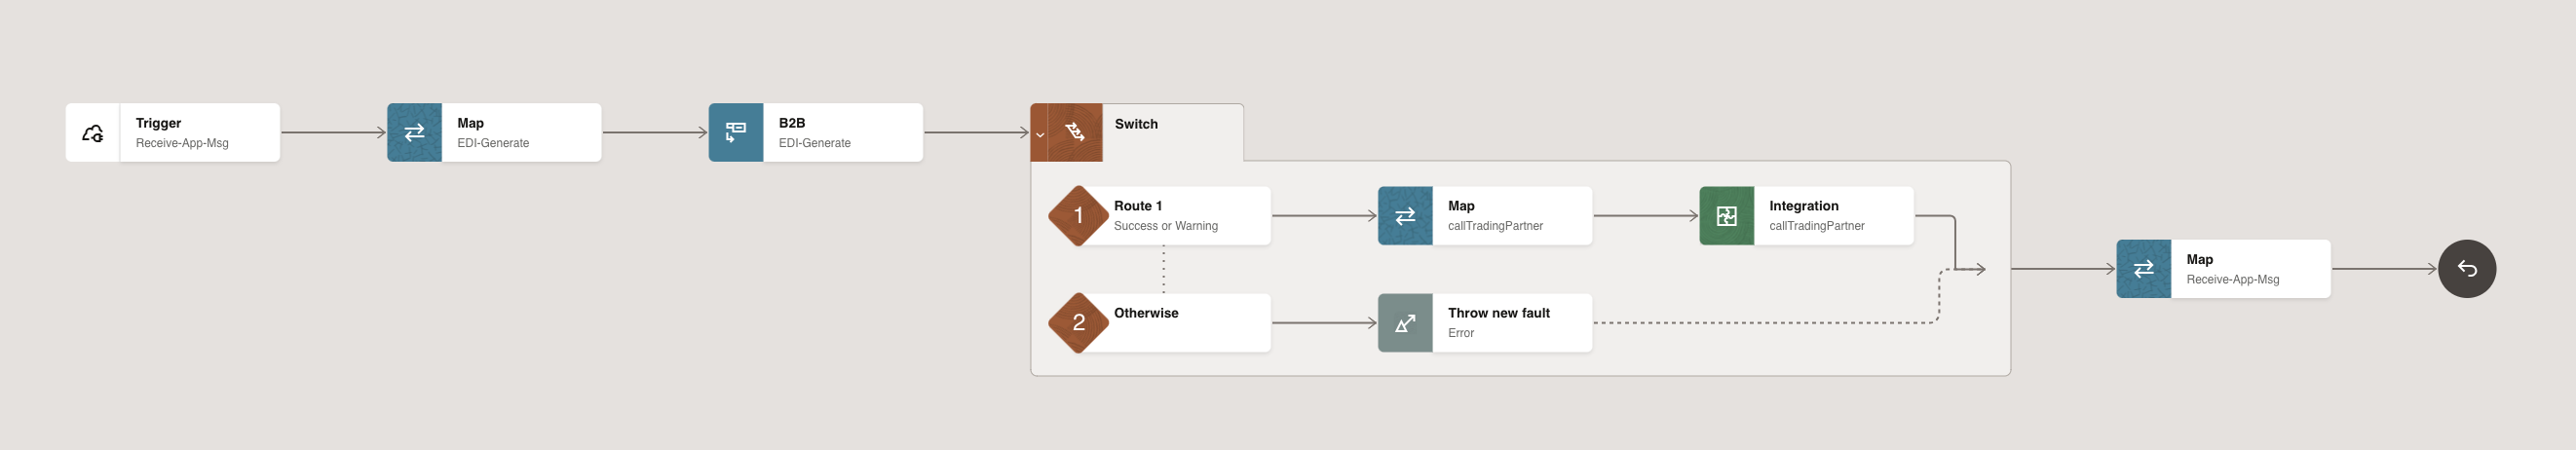 Trigger
Receive-App-Msg
Map
EDI-Generate
B2B
EDI-Generate
Switch
1
Route 1
Success or Warning
Map
callTradingPartner
Integration
callTradingPartner
2
Otherwise
Throw new fault
Error
Map
Receive-App-Msg